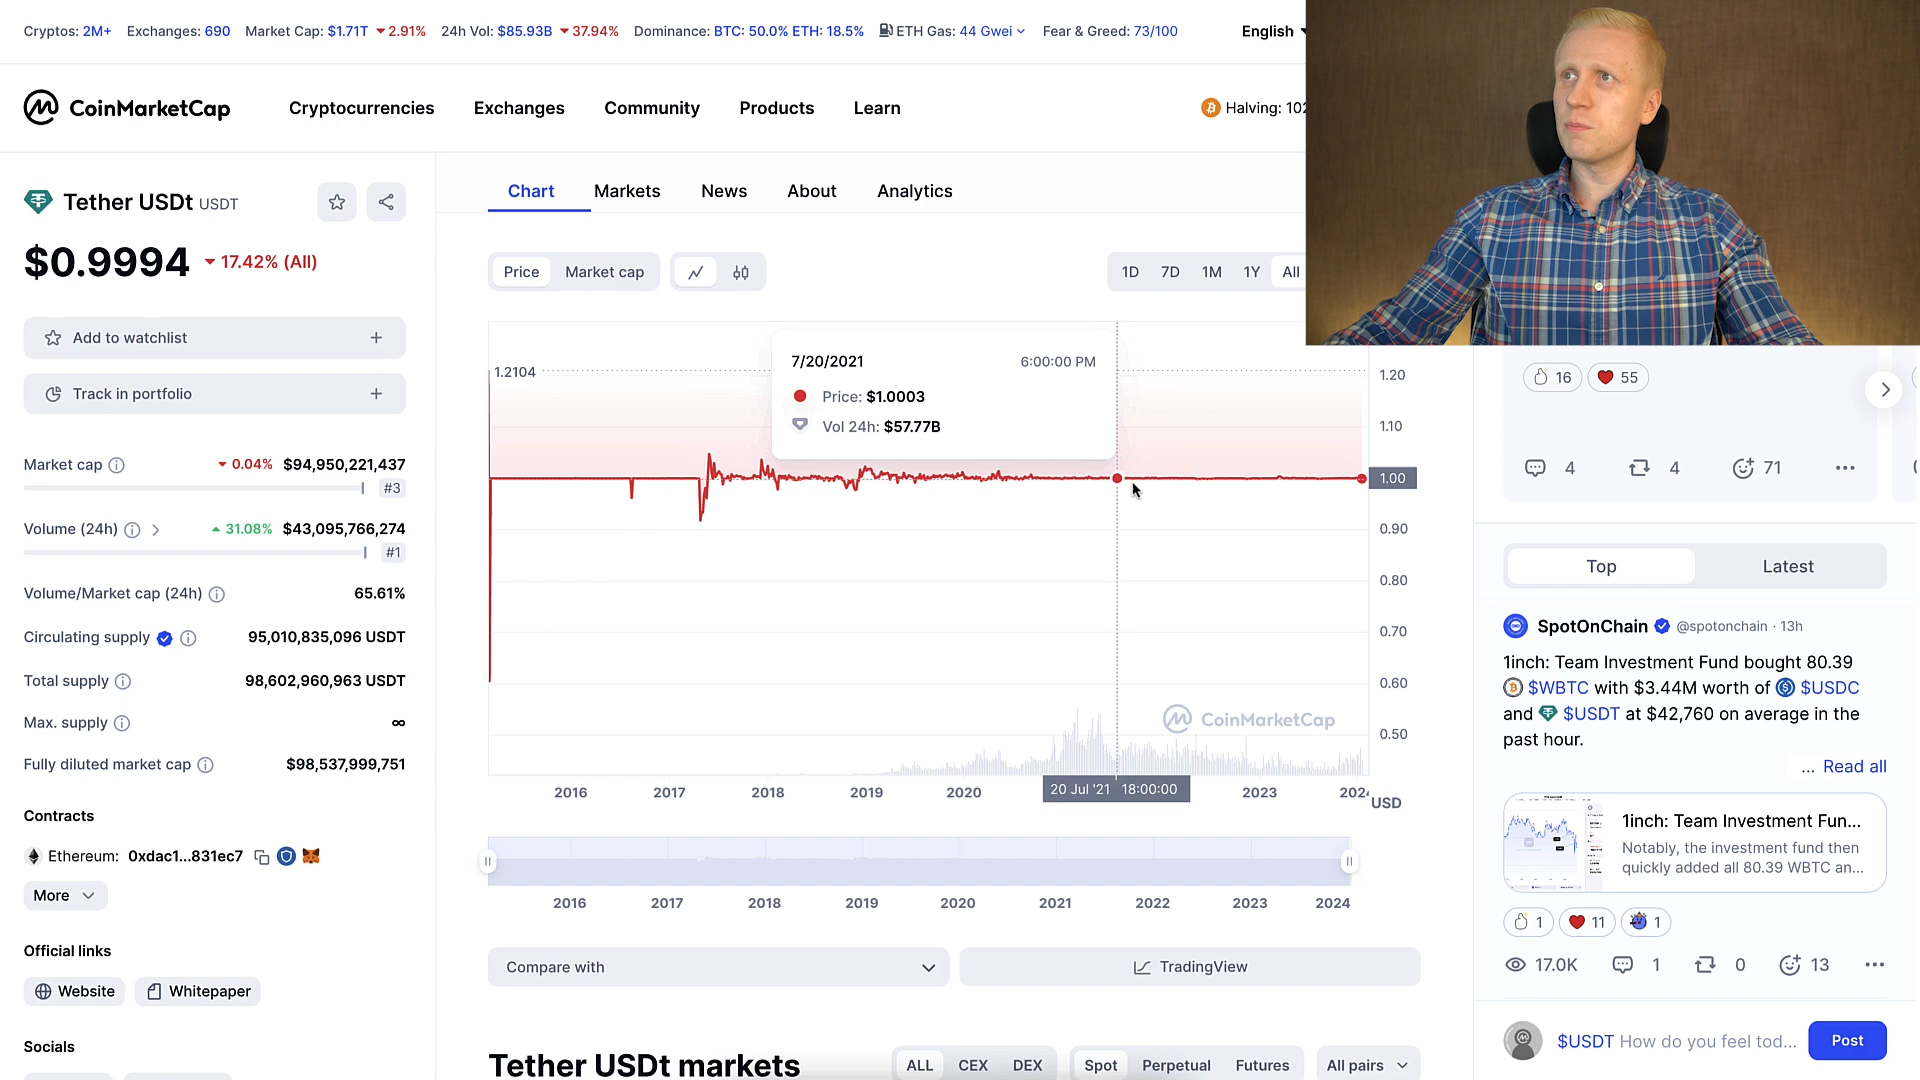 Cryptos: 2M+ Exchanges: 690 Market Cap: $1.71T 2.91% 24h Vol: $85.93B 37.94% Dominance: BTC: 50.0% ETH: 18.5% ETH Gas: 44 Gwei Fear & Greed: 73/100 English
CoinMarketCap Cryptocurrencies Exchanges Community Products Learn Halving: 102
Tether USDt USDT
$0.9994 17.42% (All)
Add to watchlist +
Track in portfolio +
Market cap 0.04% $94,950,221,437
#3
Volume (24h) 31.08% $43,095,766,274
#1
Volume/Market cap (24h) 65.61%
Circulating supply 95,010,835,096 USDT
Total supply 98,602,960,963 USDT
Max. supply ∞
Fully diluted market cap $98,537,999,751
Contracts
Ethereum: 0xdac1...831ec7
More
Official links
Website Whitepaper
Socials
Chart Markets News About Analytics
Price Market cap 1D 7D 1M 1Y All
7/20/2021 6:00:00 PM
Price: $1.0003
Vol 24h: $57.77B
1.2104
1.20
1.10
1.00
0.90
0.80
0.70
0.60
0.50
CoinMarketCap
2016 2017 2018 2019 2020 20 Jul '21 18:00:00 2023 USD
2016 2017 2018 2019 2020 2021 2022 2023 2024
Compare with TradingView
Tether USDt markets ALL CEX DEX Spot Perpetual Futures All pairs
16 55
4 4 71 ...
Top Latest
SpotOnChain @spotonchain · 13h
1inch: Team Investment Fund bought 80.39
$WBTC with $3.44M worth of $USDC
and $USDT at $42,760 on average in the
past hour.
... Read all
1inch: Team Investment Fun...
Notably, the investment fund then
quickly added all 80.39 WBTC an...
1 11 1
17.0K 1 0 13 ...
$USDT How do you feel tod... Post